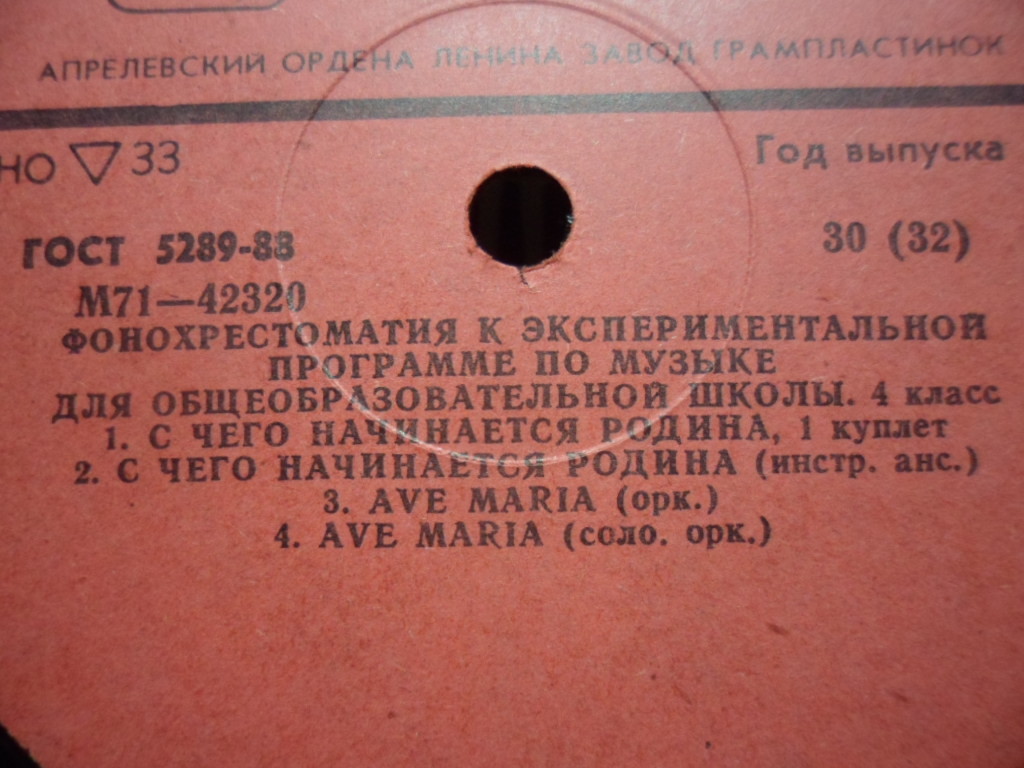 АПРЕЛЕВСКИЙ ОРДЕНА ЛЕНИНА ЗАВОД ГРАМПЛАСТИНОК
НО ▽ 33
Год выпуска
ГОСТ 5289-88
30 (32)
М71—42320
ФОНОХРЕСТОМАТИЯ К ЭКСПЕРИМЕНТАЛЬНОЙ
ПРОГРАММЕ ПО МУЗЫКЕ
ДЛЯ ОБЩЕОБРАЗОВАТЕЛЬНОЙ ШКОЛЫ. 4 класс
1. С ЧЕГО НАЧИНАЕТСЯ РОДИНА, 1 куплет
2. С ЧЕГО НАЧИНАЕТСЯ РОДИНА (инстр. анс.)
3. AVE MARIA (орк.)
4. AVE MARIA (соло. орк.)